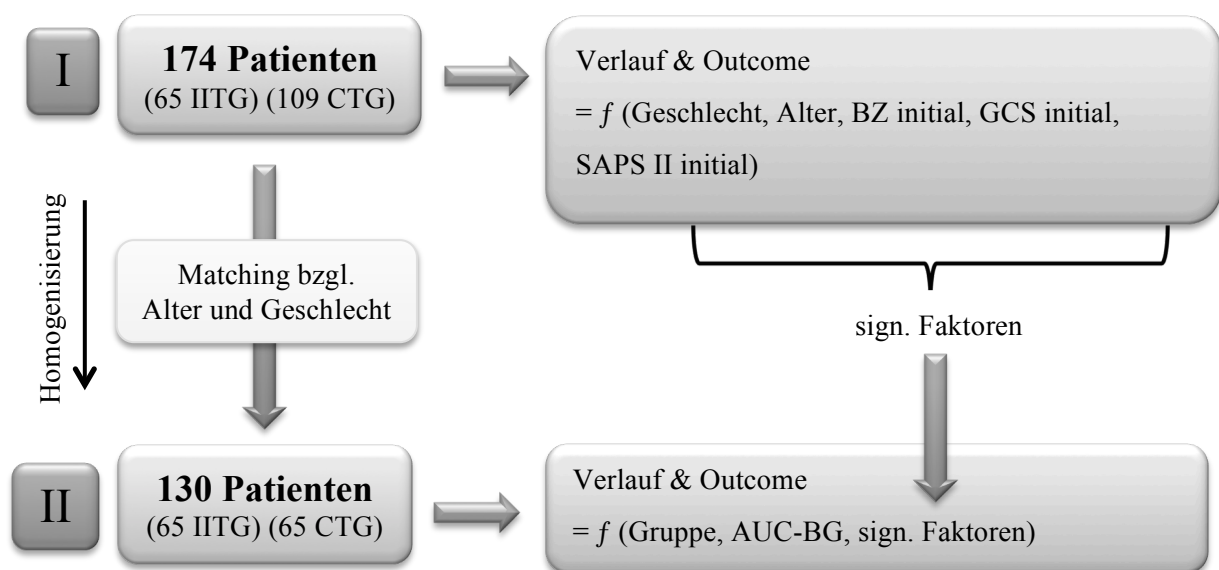 I
174 Patienten
(65 IITG) (109 CTG)
Verlauf & Outcome
= f (Geschlecht, Alter, BZ initial, GCS initial,
SAPS II initial)
Homogenisierung
Matching bzgl.
Alter und Geschlecht
sign. Faktoren
II
130 Patienten
(65 IITG) (65 CTG)
Verlauf & Outcome
= f (Gruppe, AUC-BG, sign. Faktoren)